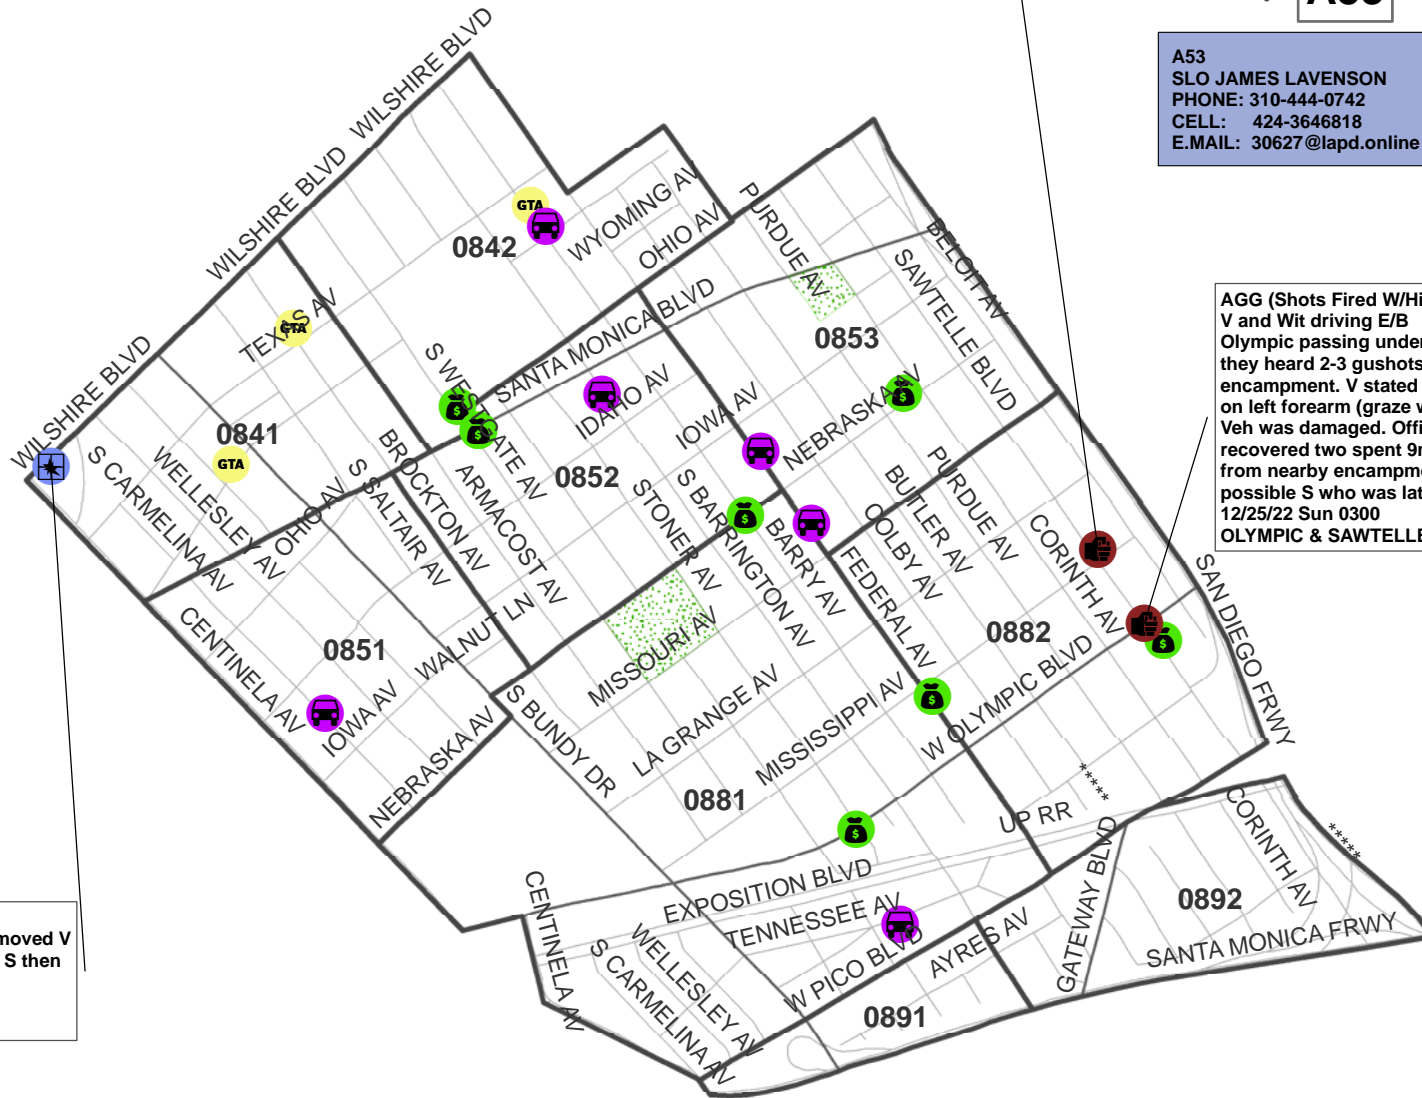 A53
SLO JAMES LAVENSON
PHONE: 310-444-0742
CELL: 424-3646818
E.MAIL: 30627@lapd.online
WILSHIRE BLVD
WILSHIRE BLVD
WILSHIRE BLVD
GTA
0842
WYOMING AV
OHIO AV
PURDUE AV
BELOIT AV
SAWTELLE BLVD
0853
TEXAS AV
GTA
SANTA MONICA BLVD
S WESTGATE AV
IDAHO AV
IOWA AV
NEBRASKA AV
AGG (Shots Fired W/Hi
V and Wit driving E/B
Olympic passing under
they heard 2-3 gushots
encampment. V stated
on left forearm (graze w
Veh was damaged. Offi
recovered two spent 9
from nearby encampme
possible S who was lat
12/25/22 Sun 0300
OLYMPIC & SAWTELLE
WILSHIRE BLVD
0841
GTA
S CARMELINA AV
WELLESLEY AV
OHIO AV
S SALTAIR AV
BROCKTON AV
ARMACOST AV
0852
STONER AV
S BARRINGTON AV
BARRY AV
FEDERAL AV
COLBY AV
BUTLER AV
PURDUE AV
CORINTH AV
SAN DIEGO FRWY
0882
CENTINELA AV
0851
WALNUT LN
IOWA AV
NEBRASKA AV
MISSOURI AV
LA GRANGE AV
MISSISSIPPI AV
W OLYMPIC BLVD
S BUNDY DR
0881
*****
UP RR
EXPOSITION BLVD
TENNESSEE AV
W PICO BLVD
AYRES AV
GATEWAY BLVD
CORINTH AV
*****
0892
SANTA MONICA FRWY
CENTINELA AV
S CARMELINA AV
WELLESLEY AV
0891
moved V
S then